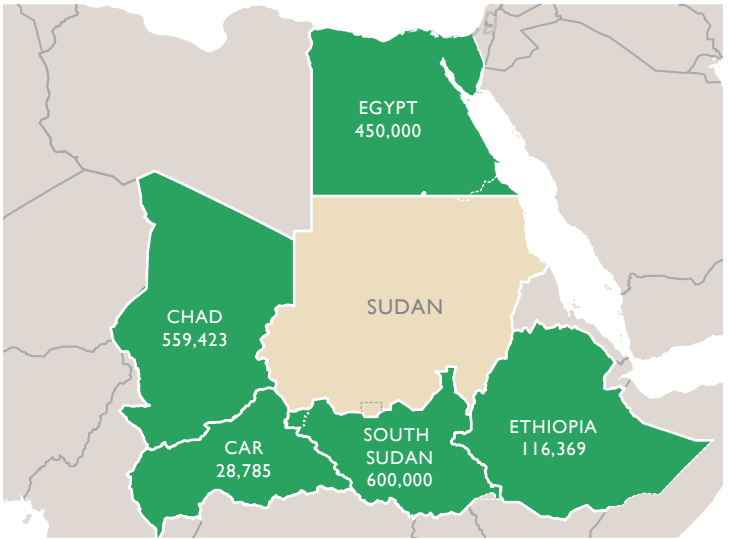 EGYPT
450,000
SUDAN
CHAD
559,423
ETHIOPIA
116,369
SOUTH
SUDAN
600,000
CAR
28,785